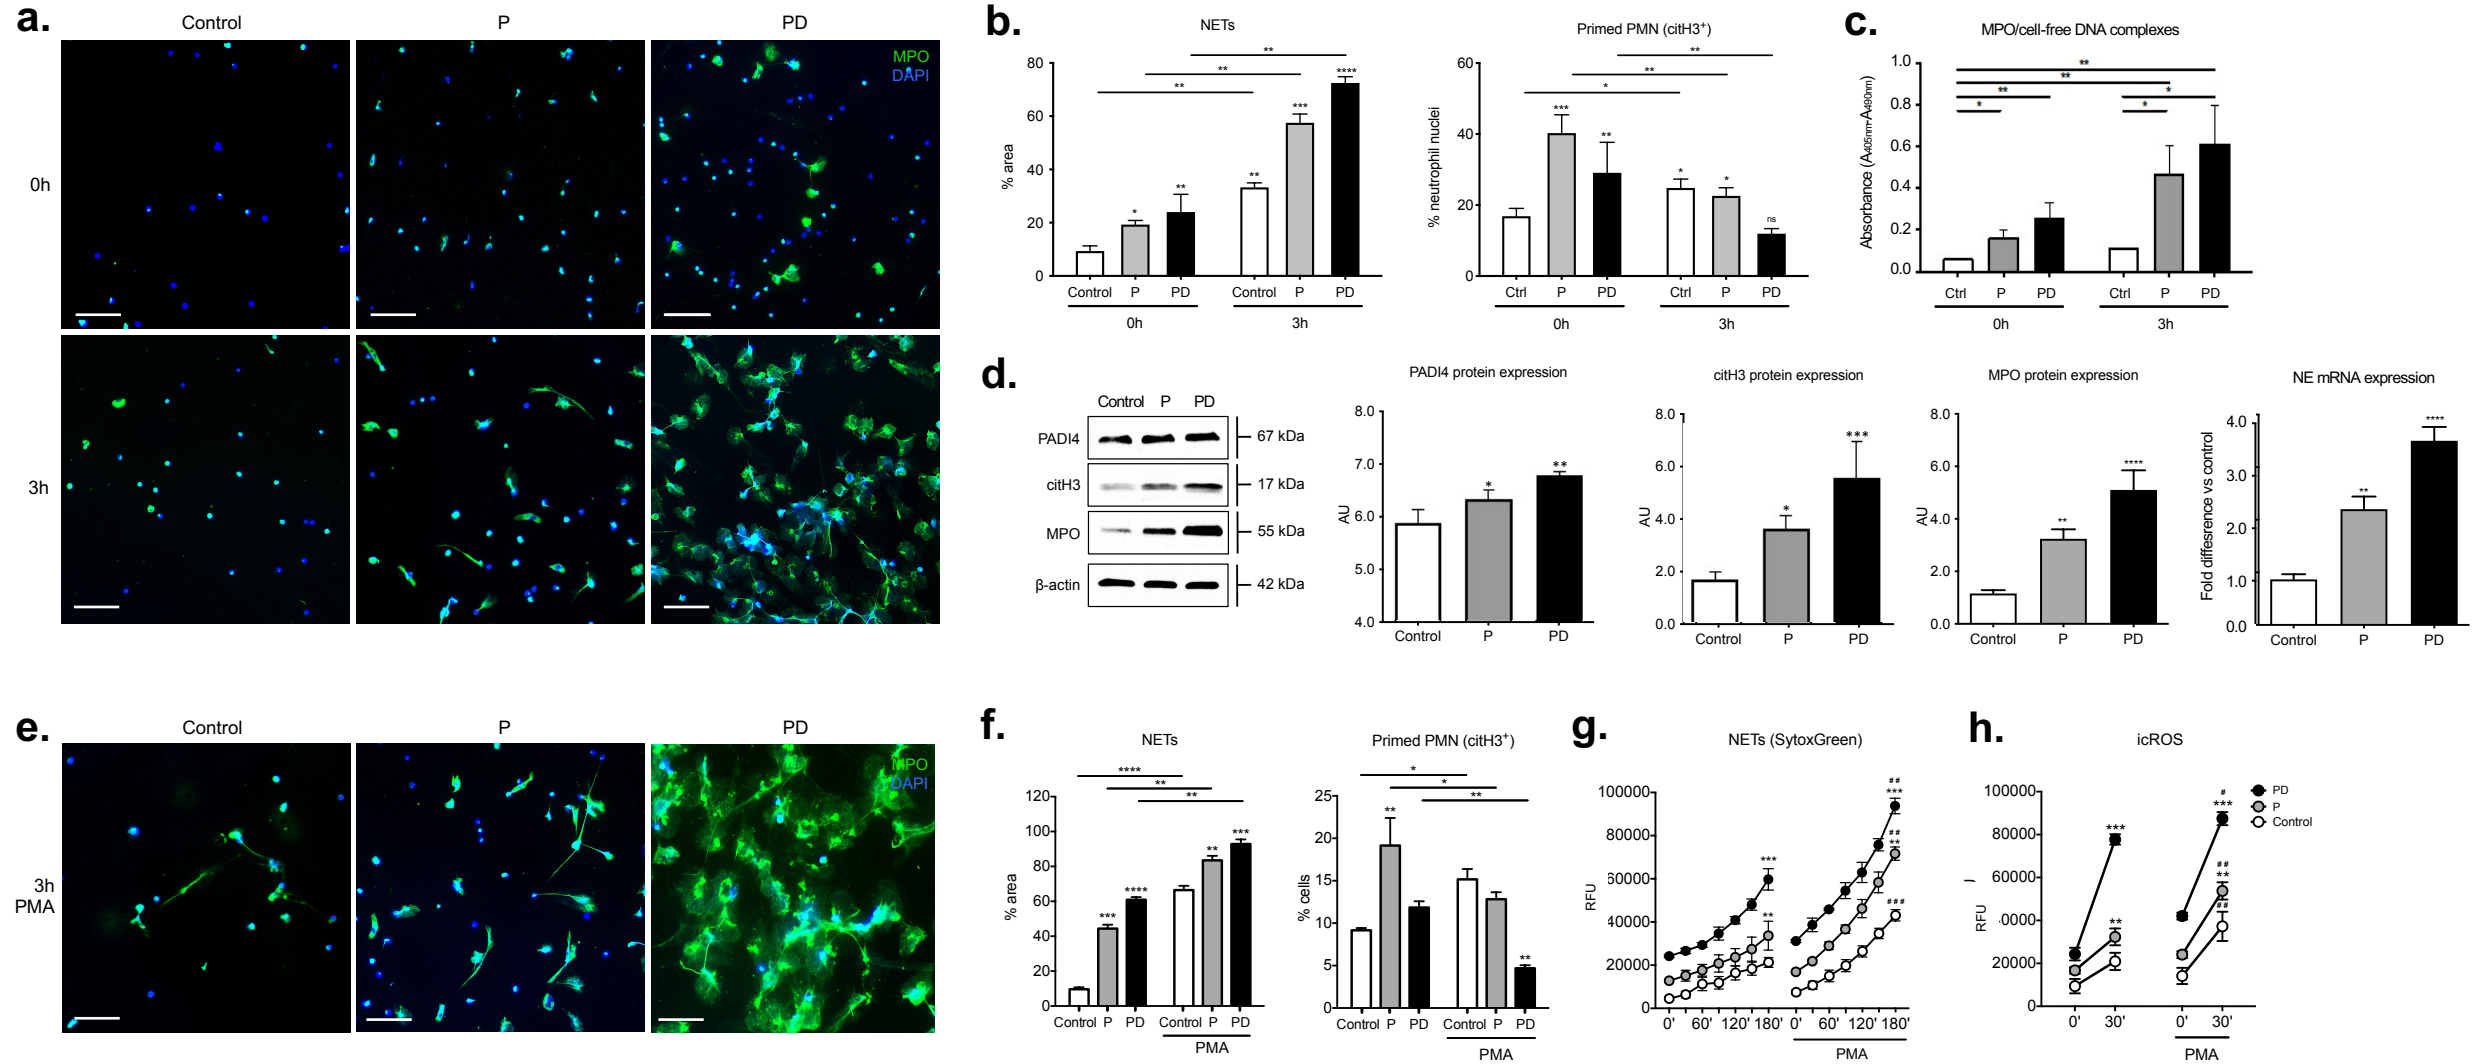 a.
Control P PD
MPO
DAPI
0h
3h
b.
NETs
% area
80
60
40
20
0
** ** **
* ** ** *** ****
Control P PD Control P PD
0h 3h
Primed PMN (citH3+)
% neutrophil nuclei
60
40
20
0
* ** **
*** ** * * ns
Ctrl P PD Ctrl P PD
0h 3h
c.
MPO/cell-free DNA complexes
Absorbance (A405nm-A490nm)
1.0
0.8
0.6
0.4
0.2
0.0
**
**
** *
* *
Ctrl P PD Ctrl P PD
0h 3h
d.
Control P PD
PADI4 67 kDa
citH3 17 kDa
MPO 55 kDa
β-actin 42 kDa
PADI4 protein expression
AU
8.0
7.0
6.0
5.0
4.0
* **
Control P PD
citH3 protein expression
AU
8.0
6.0
4.0
2.0
0.0
* ***
Control P PD
MPO protein expression
AU
8.0
6.0
4.0
2.0
0.0
** ****
Control P PD
NE mRNA expression
Fold diffesrence vs control
4.0
3.0
2.0
1.0
0.0
** ****
Control P PD
e.
Control P PD
MPO
DAPI
3h
PMA
f.
NETs
% area
120
100
80
60
40
20
0
**** ** **
*** **** ** ***
Control P PD Control P PD
PMA
Primed PMN (citH3+)
% cells
25
20
15
10
5
0
* * **
** **
Control P PD Control P PD
PMA
g.
NETs (SytoxGreen)
RFU
100000
80000
60000
40000
20000
0
***
**
##
***
##
**
###
0' 60' 120' 180' 0' 60' 120' 180'
PMA
h.
icROS
RFU
100000
80000
60000
40000
20000
0
***
**
#
***
##
**
##
0' 30' 0' 30'
PMA
PD
P
Control